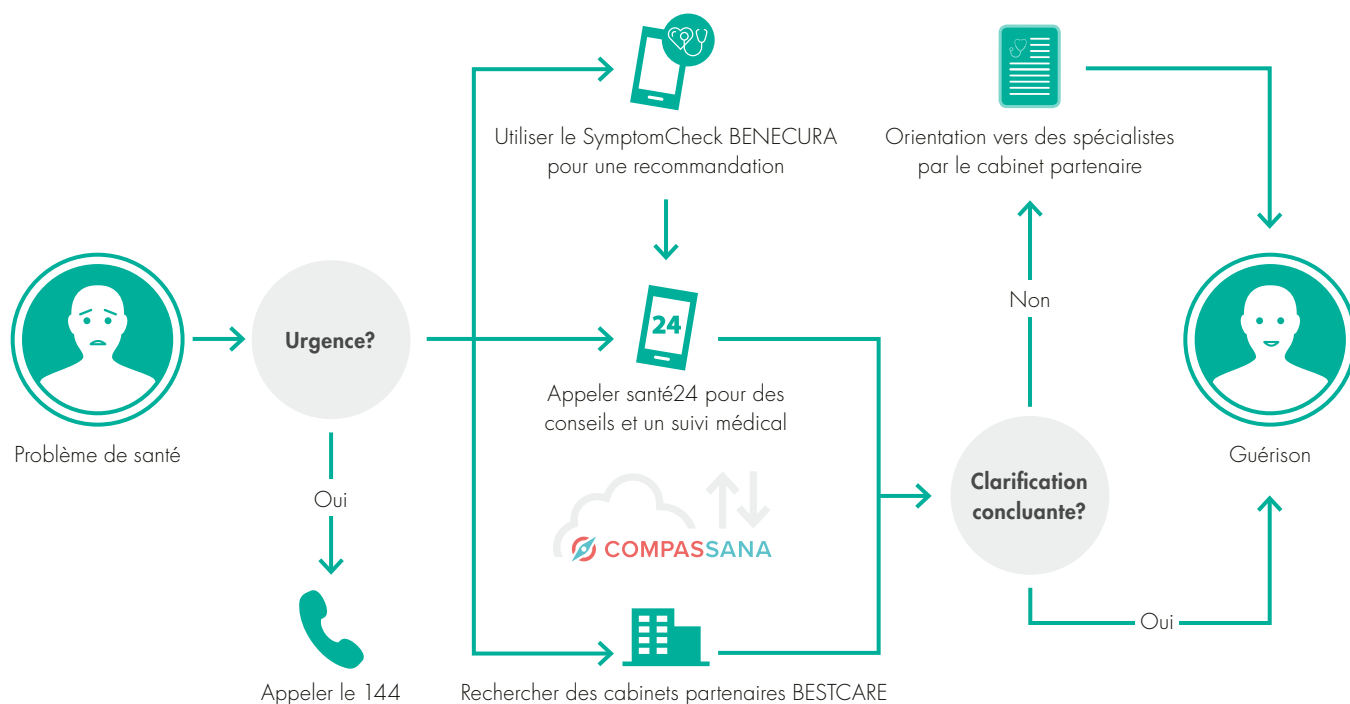 Problème de santé
Urgence?
Oui
Appeler le 144
Utiliser le SymptomCheck BENECURA
pour une recommandation
24
Appeler santé24 pour des
conseils et un suivi médical
COMPASSANA
Rechercher des cabinets partenaires BESTCARE
Clarification
concluante?
Non
Orientation vers des spécialistes
par le cabinet partenaire
Oui
Guérison